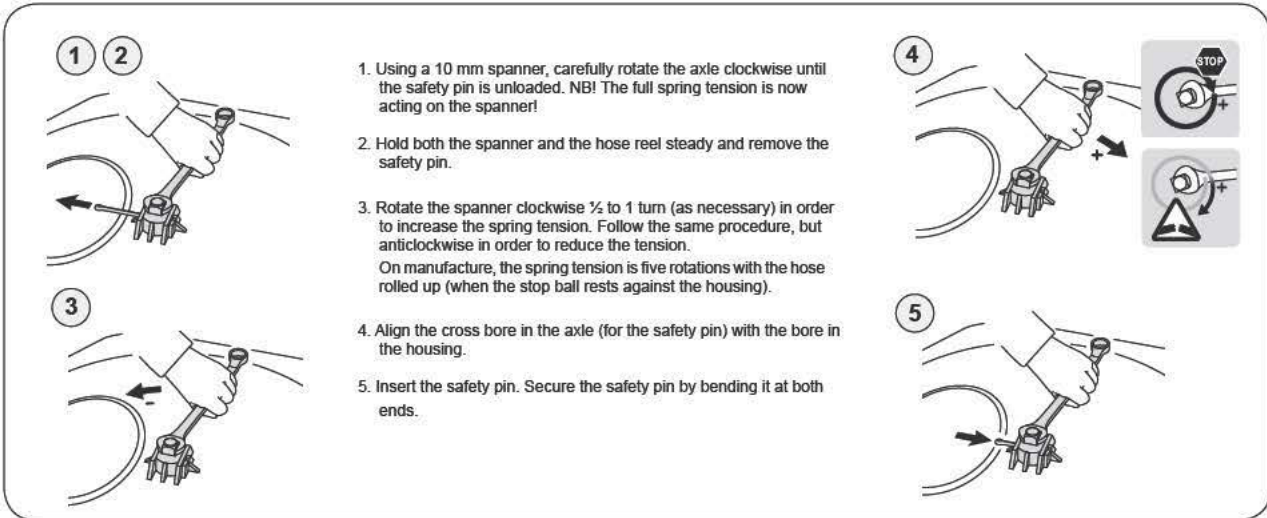 1 2
1. Using a 10 mm spanner, carefully rotate the axle clockwise until
the safety pin is unloaded. NB! The full spring tension is now
acting on the spanner!
2. Hold both the spanner and the hose reel steady and remove the
safety pin.
3. Rotate the spanner clockwise ½ to 1 turn (as necessary) in order
to increase the spring tension. Follow the same procedure, but
anticlockwise in order to reduce the tension.
On manufacture, the spring tension is five rotations with the hose
rolled up (when the stop ball rests against the housing).
4. Align the cross bore in the axle (for the safety pin) with the bore in
the housing.
5. Insert the safety pin. Secure the safety pin by bending it at both
ends.
3
-
4
STOP
+
+
+
5